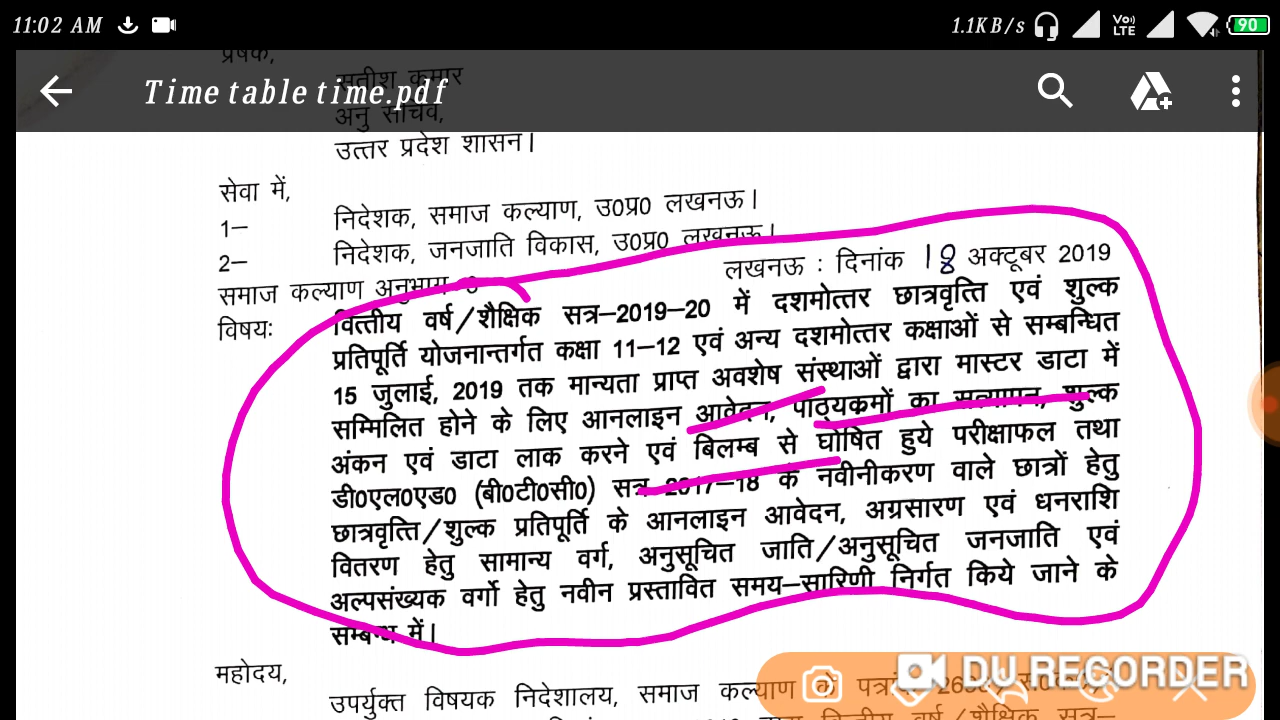 11:02 AM
1.1K B/s
Vo)) LTE
90
प्रेषक,
Time table time.pdf
सतीश कुमार
अनु सचिव,
उत्तर प्रदेश शासन।
सेवा में,
1— निदेशक, समाज कल्याण, उ0प्र0 लखनऊ।
2— निदेशक, जनजाति विकास, उ0प्र0 लखनऊ।
समाज कल्याण अनुभाग
लखनऊ : दिनांक 18 अक्टूबर 2019
विषयः वित्तीय वर्ष/शैक्षिक सत्र—2019—20 में दशमोत्तर छात्रवृत्ति एवं शुल्क
प्रतिपूर्ति योजनान्तर्गत कक्षा 11—12 एवं अन्य दशमोत्तर कक्षाओं से सम्बन्धित
15 जुलाई, 2019 तक मान्यता प्राप्त अवशेष संस्थाओं द्वारा मास्टर डाटा में
सम्मिलित होने के लिए आनलाइन आवेदन, पाठ्यक्रमों का सत्यापन, शुल्क
अंकन एवं डाटा लाक करने एवं बिलम्ब से घोषित हुये परीक्षाफल तथा
डी0एल0एड0 (बी0टी0सी0) सत्र 2017—18 के नवीनीकरण वाले छात्रों हेतु
छात्रवृत्ति/शुल्क प्रतिपूर्ति के आनलाइन आवेदन, अग्रसारण एवं धनराशि
वितरण हेतु सामान्य वर्ग, अनुसूचित जाति/अनुसूचित जनजाति एवं
अल्पसंख्यक वर्गो हेतु नवीन प्रस्तावित समय—सारिणी निर्गत किये जाने के
सम्बन्ध में।
महोदय,
उपर्युक्त विषयक निदेशालय, समाज कल्याण के पत्रांक
DU RECORDER